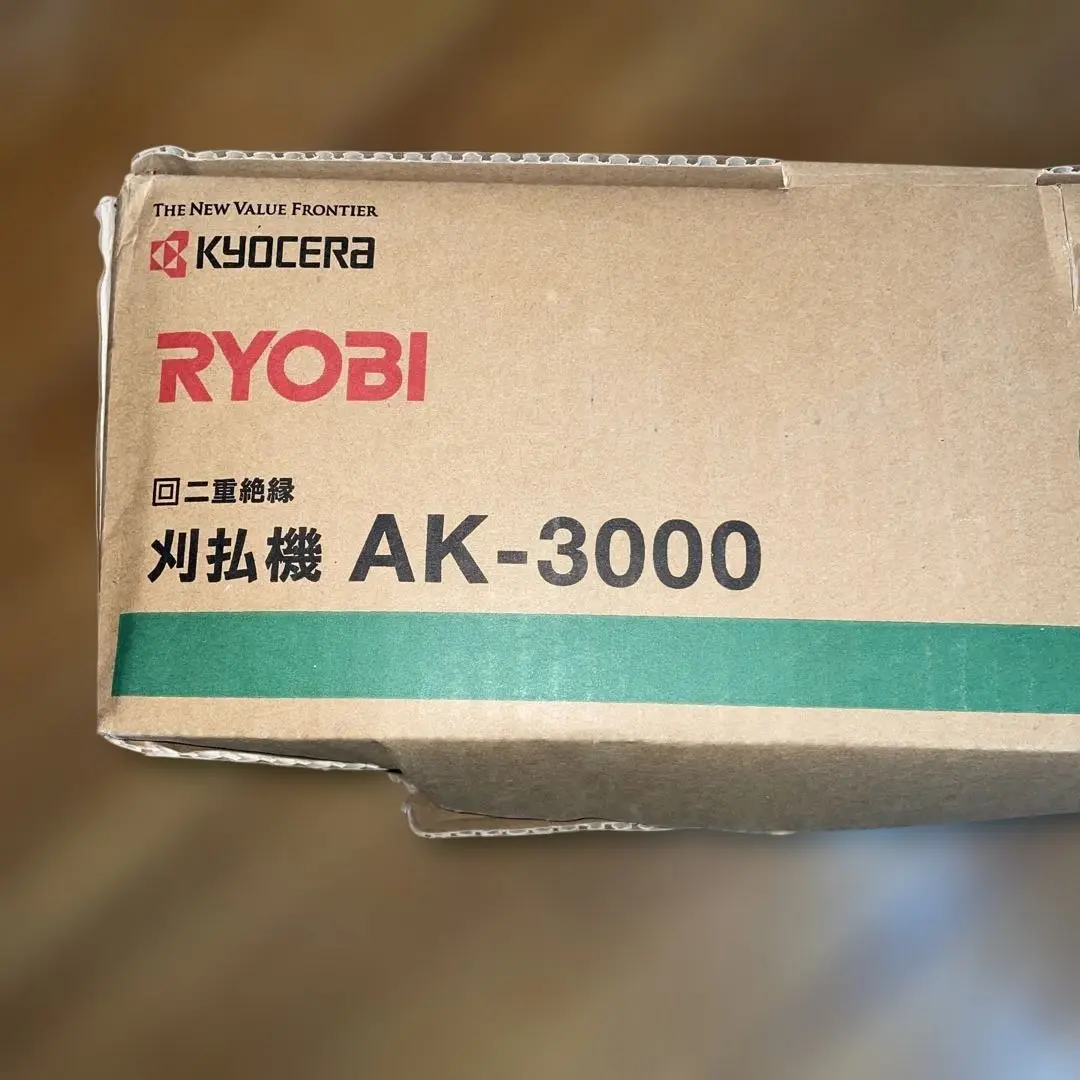 THE NEW VALUE FRONTIER
KYOCERA
RYOBI
回二重絶縁
刈払機 AK-3000